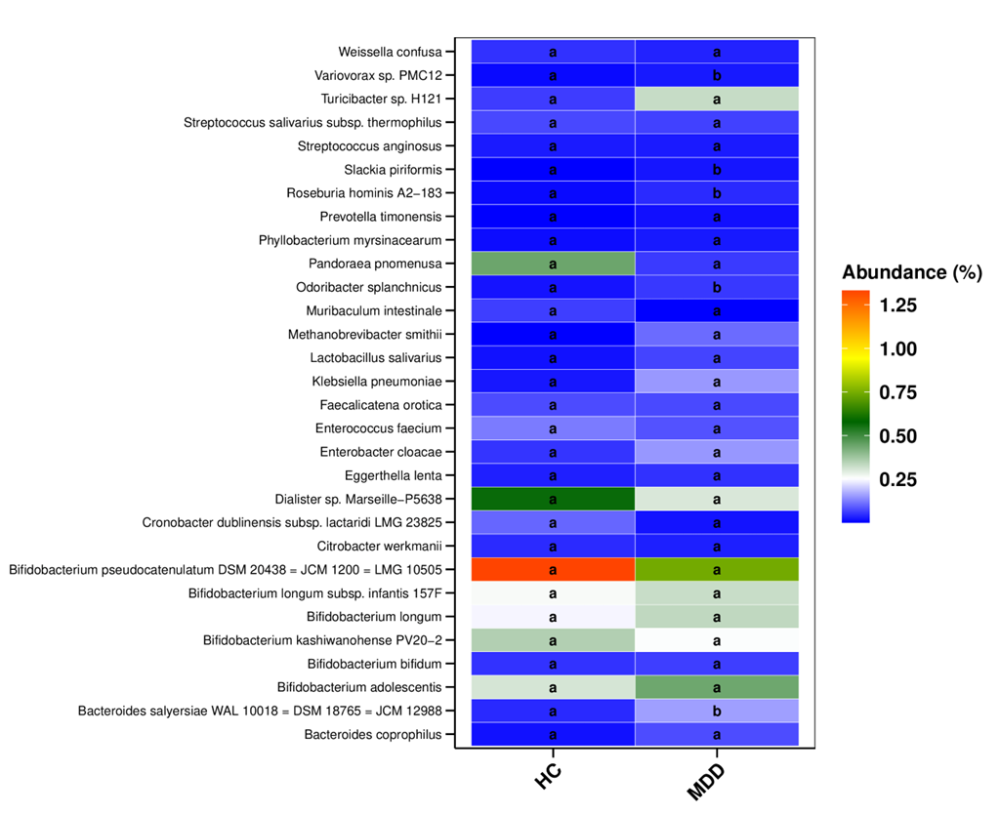 Weissella confusa a a
Variovorax sp. PMC12 a b
Turicibacter sp. H121 a a
Streptococcus salivarius subsp. thermophilus a a
Streptococcus anginosus a a
Slackia piriformis a b
Roseburia hominis A2−183 a b
Prevotella timonensis a a
Phyllobacterium myrsinacearum a a
Pandoraea pnomenusa a a
Odoribacter splanchnicus a b
Muribaculum intestinale a a
Methanobrevibacter smithii a a
Lactobacillus salivarius a a
Klebsiella pneumoniae a a
Faecalicatena orotica a a
Enterococcus faecium a a
Enterobacter cloacae a a
Eggerthella lenta a a
Dialister sp. Marseille−P5638 a a
Cronobacter dublinensis subsp. lactaridi LMG 23825 a a
Citrobacter werkmanii a a
Bifidobacterium pseudocatenulatum DSM 20438 = JCM 1200 = LMG 10505 a a
Bifidobacterium longum subsp. infantis 157F a a
Bifidobacterium longum a a
Bifidobacterium kashiwanohense PV20−2 a a
Bifidobacterium bifidum a a
Bifidobacterium adolescentis a a
Bacteroides salyersiae WAL 10018 = DSM 18765 = JCM 12988 a b
Bacteroides coprophilus a a
HC MDD
Abundance (%)
1.25
1.00
0.75
0.50
0.25